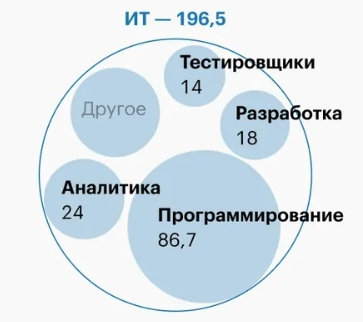 ИТ — 196,5
Тестировщики
14
Другое
Разработка
18
Аналитика
24
Программирование
86,7